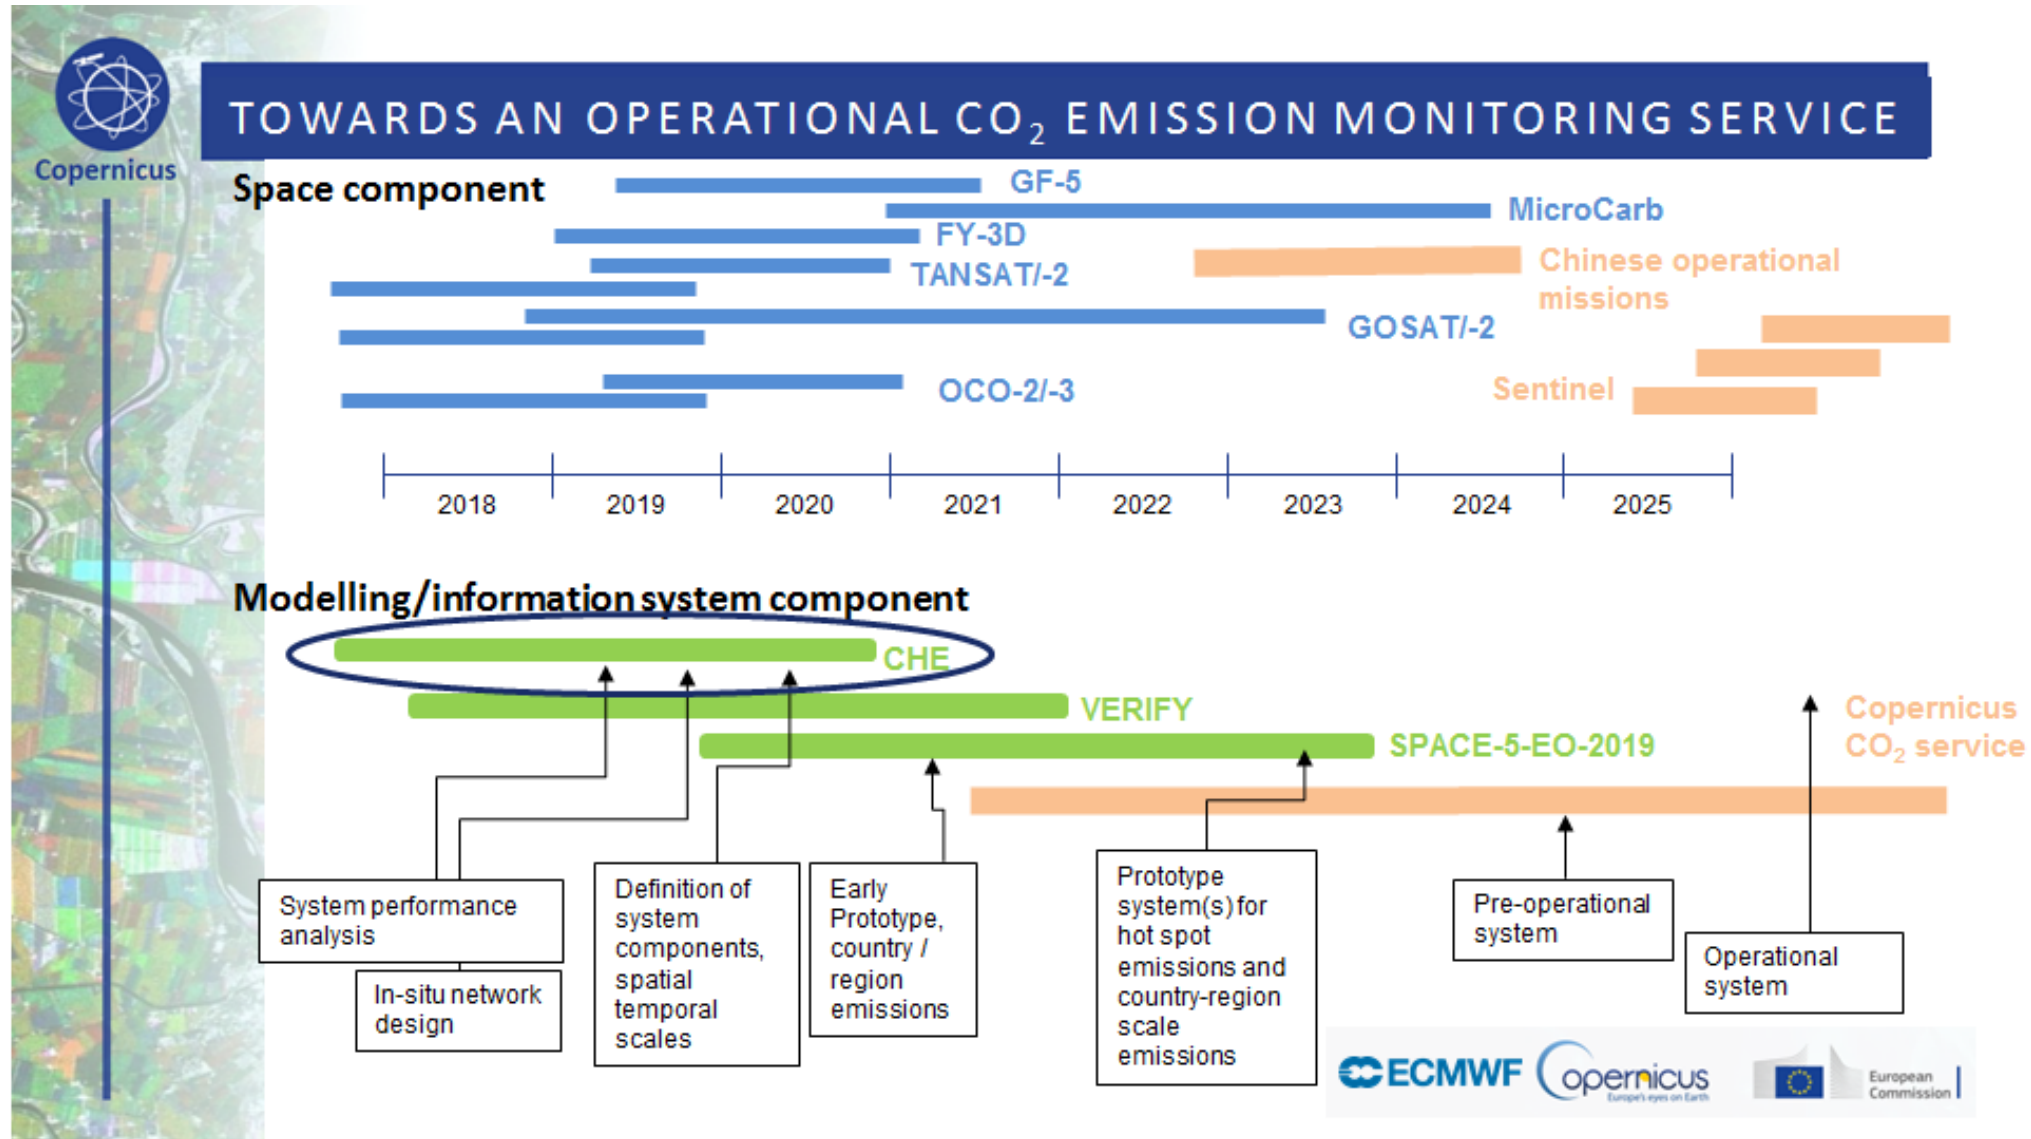 TOWARDS AN OPERATIONAL CO₂ EMISSION MONITORING SERVICE
Copernicus
Space component
GF-5
MicroCarb
FY-3D
TANSAT/-2
Chinese operational
missions
GOSAT/-2
Sentinel
OCO-2/-3
2018 2019 2020 2021 2022 2023 2024 2025
Modelling/information system component
CHE
VERIFY
SPACE-5-EO-2019
Copernicus
CO₂ service
System performance
analysis
In-situ network
design
Definition of
system
components,
spatial
temporal
scales
Early
Prototype,
country /
region
emissions
Prototype
system(s) for
hot spot
emissions and
country-region
scale
emissions
Pre-operational
system
Operational
system
ECMWF
opernicus
Europe's eyes on Earth
European
Commission